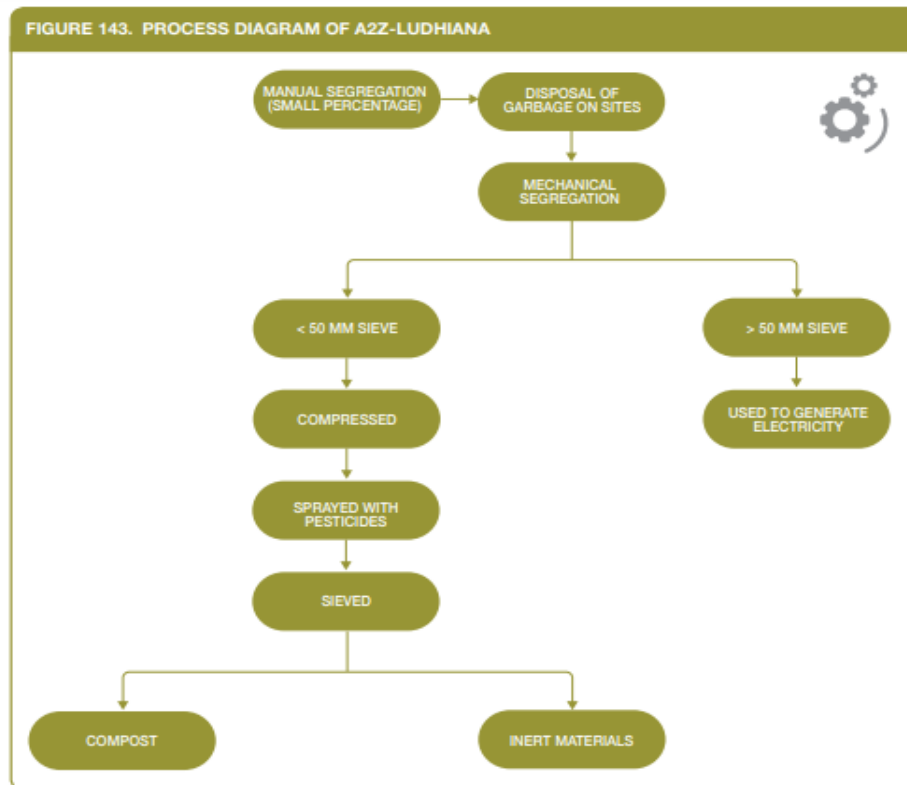 FIGURE 143. PROCESS DIAGRAM OF A2Z-LUDHIANA
MANUAL SEGREGATION
(SMALL PERCENTAGE)
DISPOSAL OF
GARBAGE ON SITES
MECHANICAL
SEGREGATION
< 50 MM SIEVE
> 50 MM SIEVE
COMPRESSED
USED TO GENERATE
ELECTRICITY
SPRAYED WITH
PESTICIDES
SIEVED
COMPOST
INERT MATERIALS